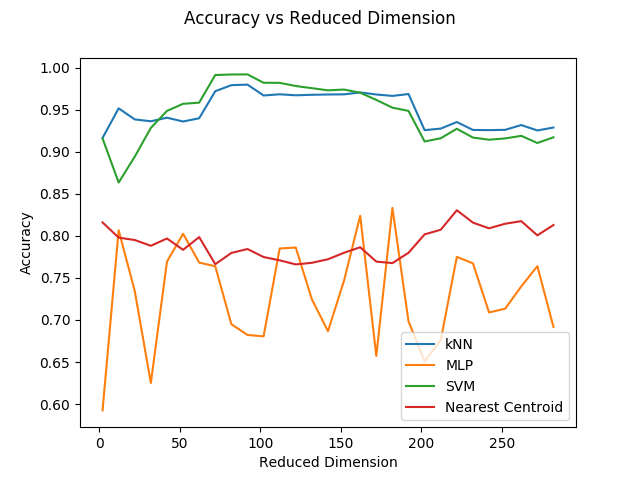 Accuracy vs Reduced Dimension
1.00
0.95
0.90
0.85
0.80
0.75
0.70
0.65
0.60
Accuracy
kNN
MLP
SVM
Nearest Centroid
0 50 100 150 200 250
Reduced Dimension